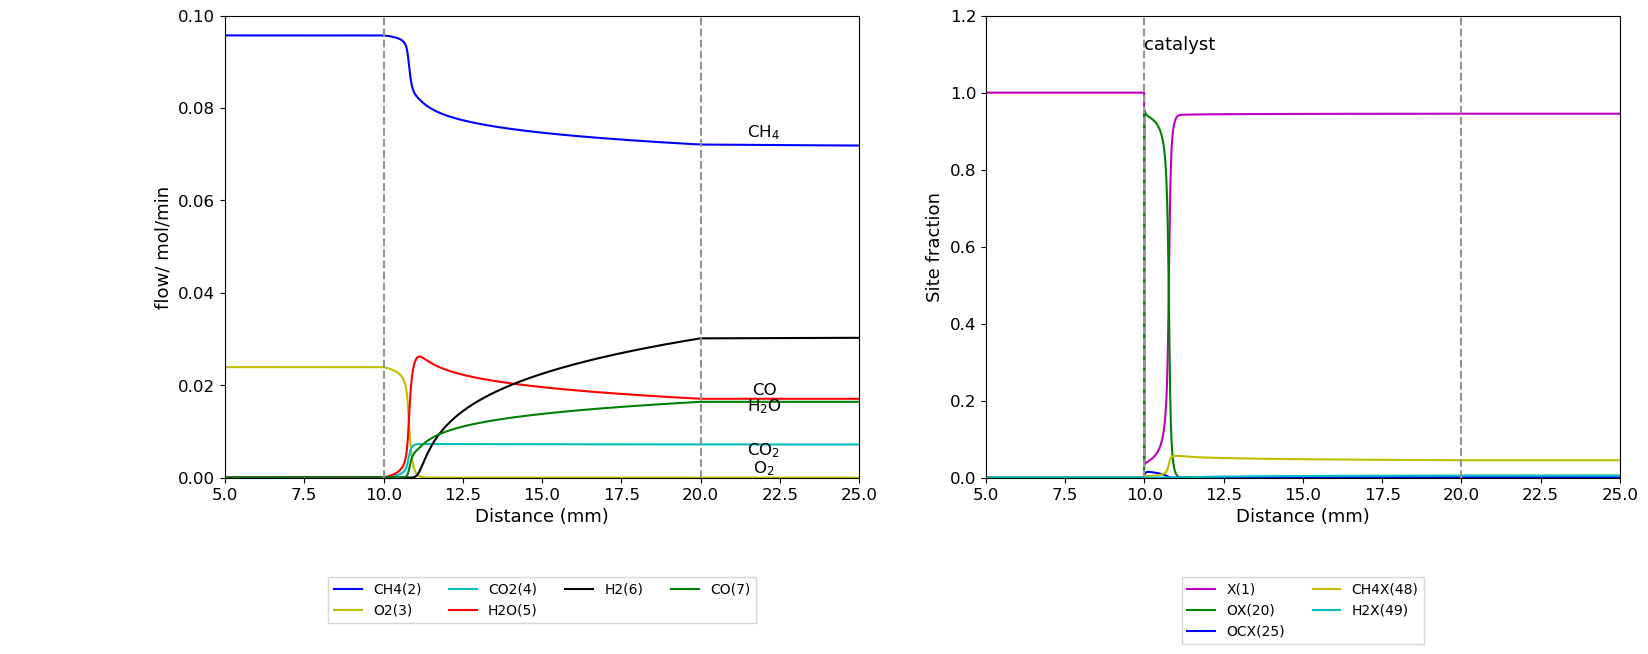 0.10
0.08
0.06
0.04
0.02
0.00
flow/ mol/min
CH4
CO
H2O
CO2
O2
5.0 7.5 10.0 12.5 15.0 17.5 20.0 22.5 25.0
Distance (mm)
CH4(2) CO2(4) H2(6) CO(7)
O2(3) H2O(5)
1.2
1.0
0.8
0.6
0.4
0.2
0.0
Site fraction
catalyst
5.0 7.5 10.0 12.5 15.0 17.5 20.0 22.5 25.0
Distance (mm)
X(1) CH4X(48)
OX(20) H2X(49)
OCX(25)